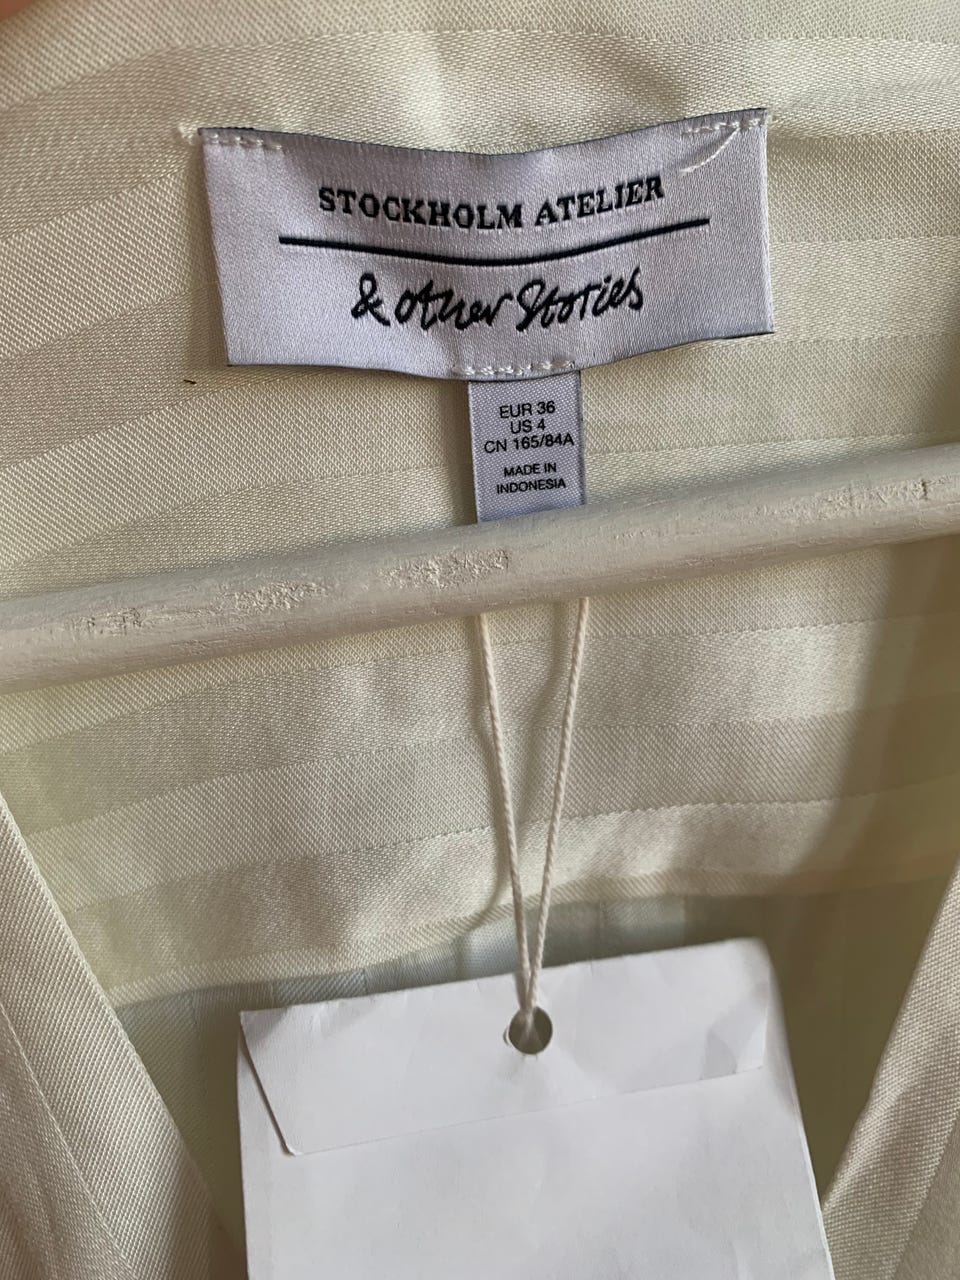 STOCKHOLM ATELIER
& other Stories
EUR 36
US 4
CN 165/84A
MADE IN
INDONESIA